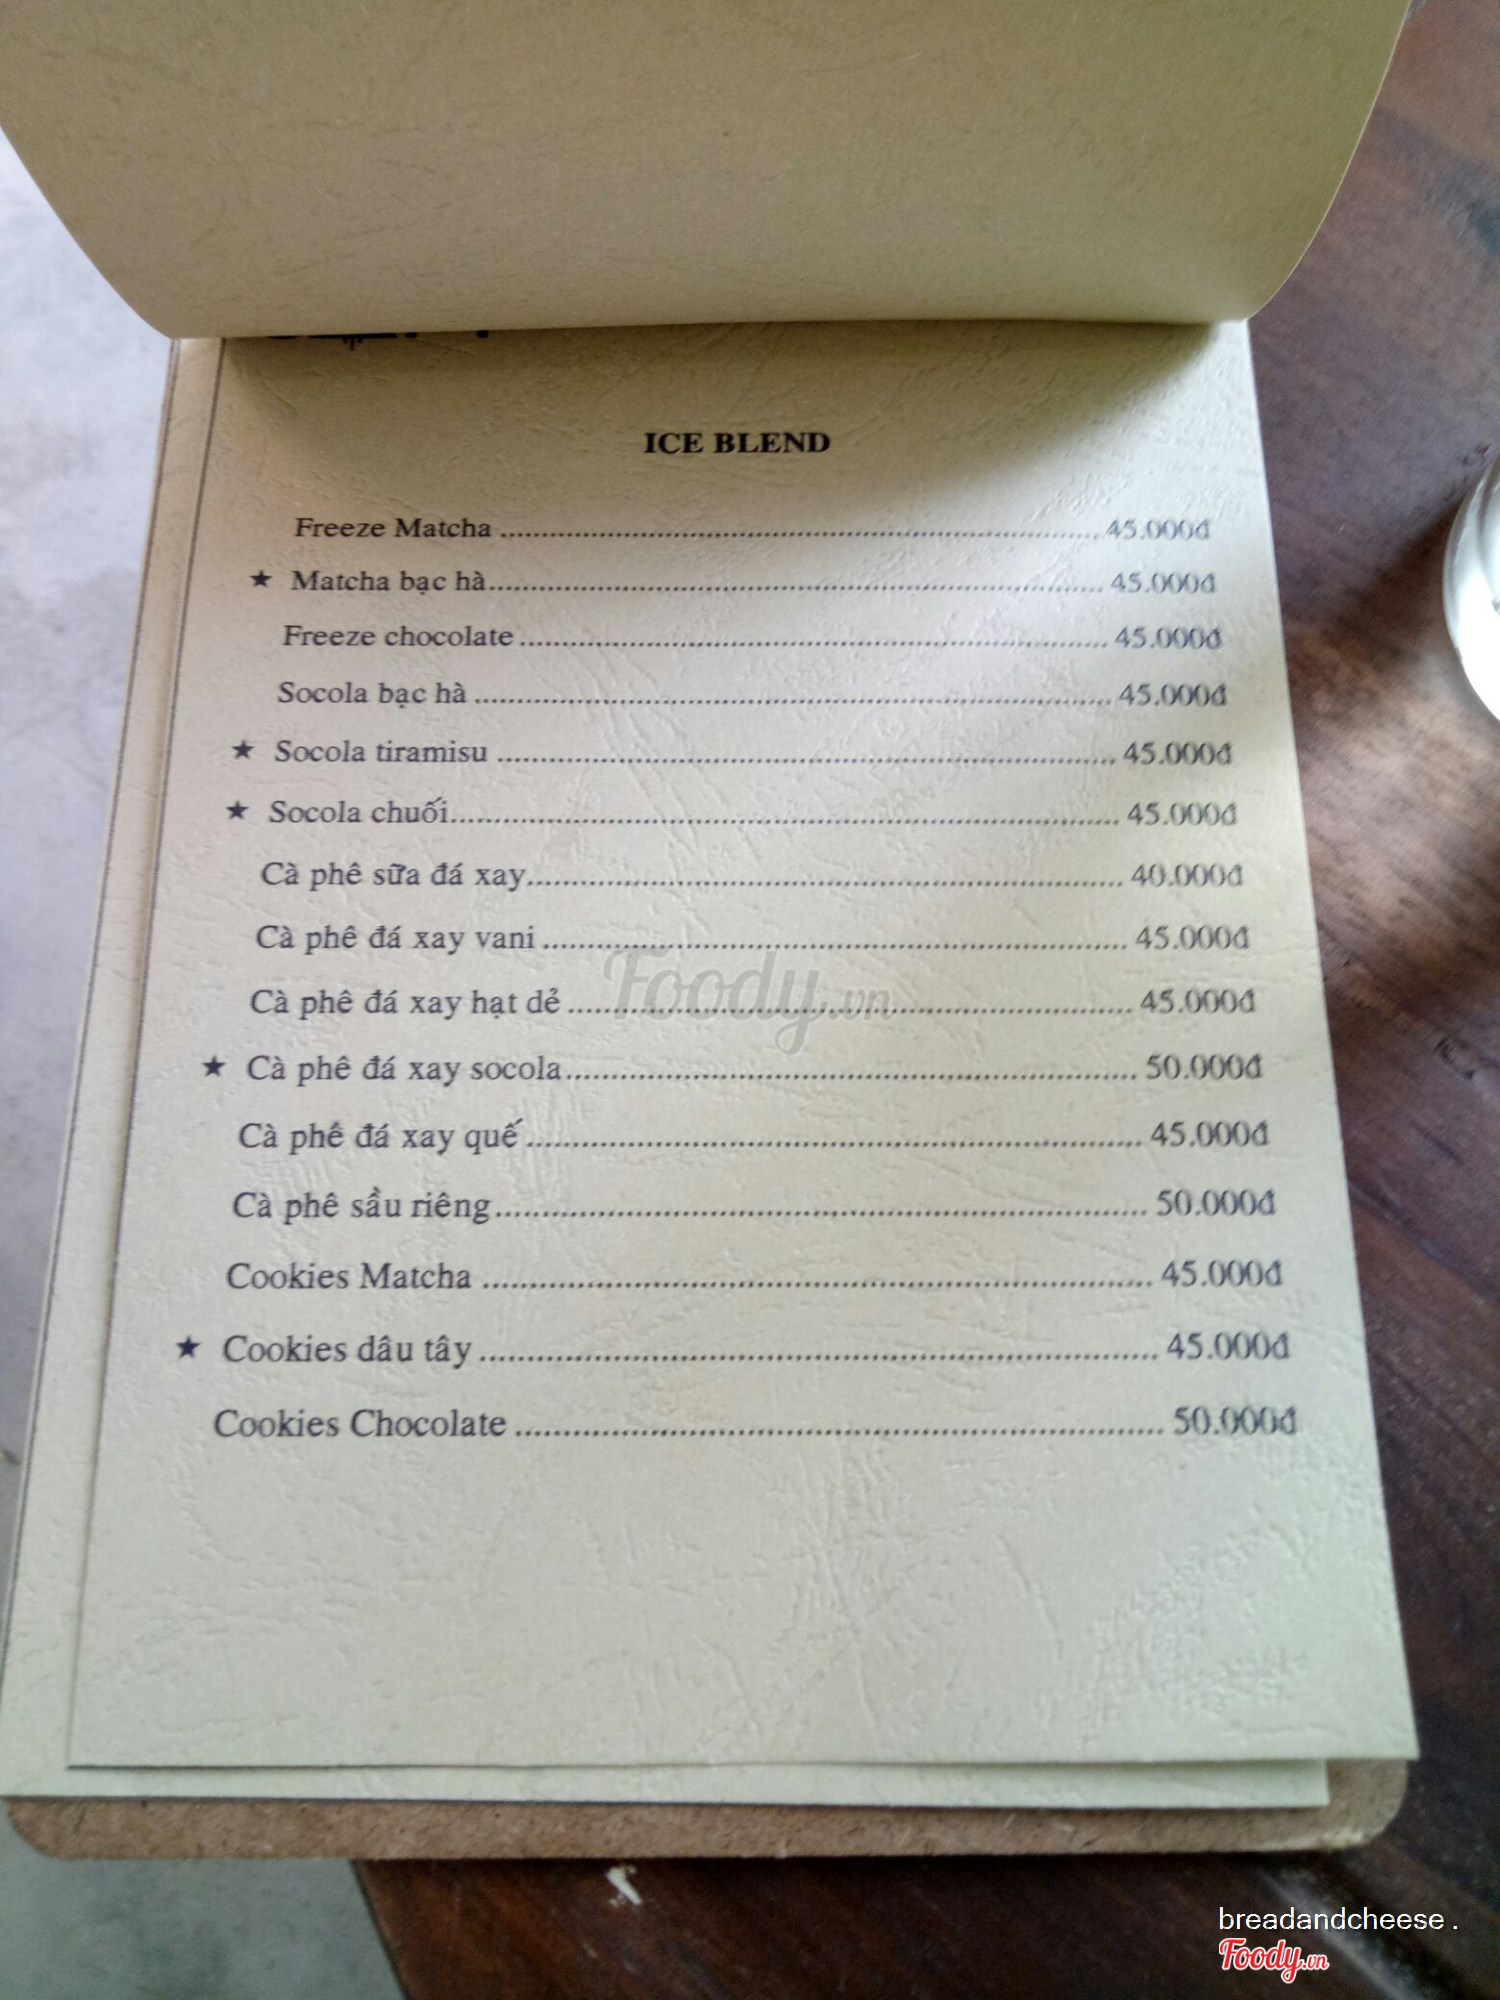 ICE BLEND
Freeze Matcha ........ 45.000đ
★ Matcha bạc hà ........ 45.000đ
Freeze chocolate ........ 45.000đ
Socola bạc hà ........ 45.000đ
★ Socola tiramisu ........ 45.000đ
★ Socola chuối ........ 45.000đ
Cà phê sữa đá xay ........ 40.000đ
Cà phê đá xay vani ........ 45.000đ
Foody.vn
Cà phê đá xay hạt dẻ ........ 45.000đ
★ Cà phê đá xay socola ........ 50.000đ
Cà phê đá xay quế ........ 45.000đ
Cà phê sầu riêng ........ 50.000đ
Cookies Matcha ........ 45.000đ
★ Cookies dâu tây ........ 45.000đ
Cookies Chocolate ........ 50.000đ
breadandcheese .
Foody.vn